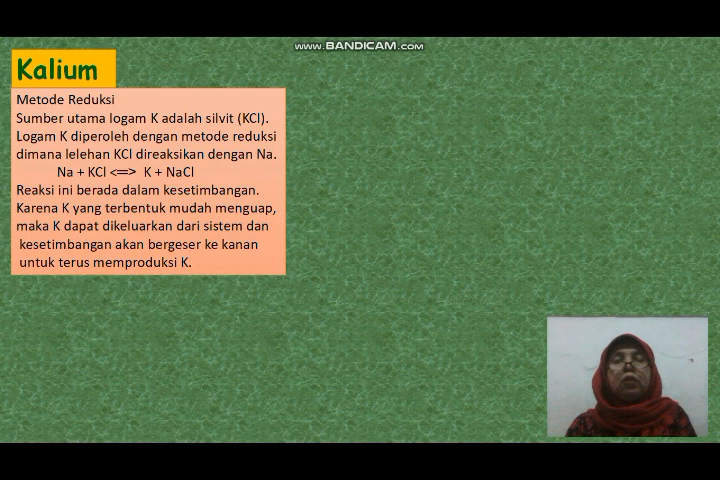 www.BANDICAM.com
Kalium
Metode Reduksi
Sumber utama logam K adalah silvit (KCl).
Logam K diperoleh dengan metode reduksi
dimana lelehan KCl direaksikan dengan Na.
Na + KCl <=> K + NaCl
Reaksi ini berada dalam kesetimbangan.
Karena K yang terbentuk mudah menguap,
maka K dapat dikeluarkan dari sistem dan
kesetimbangan akan bergeser ke kanan
untuk terus memproduksi K.